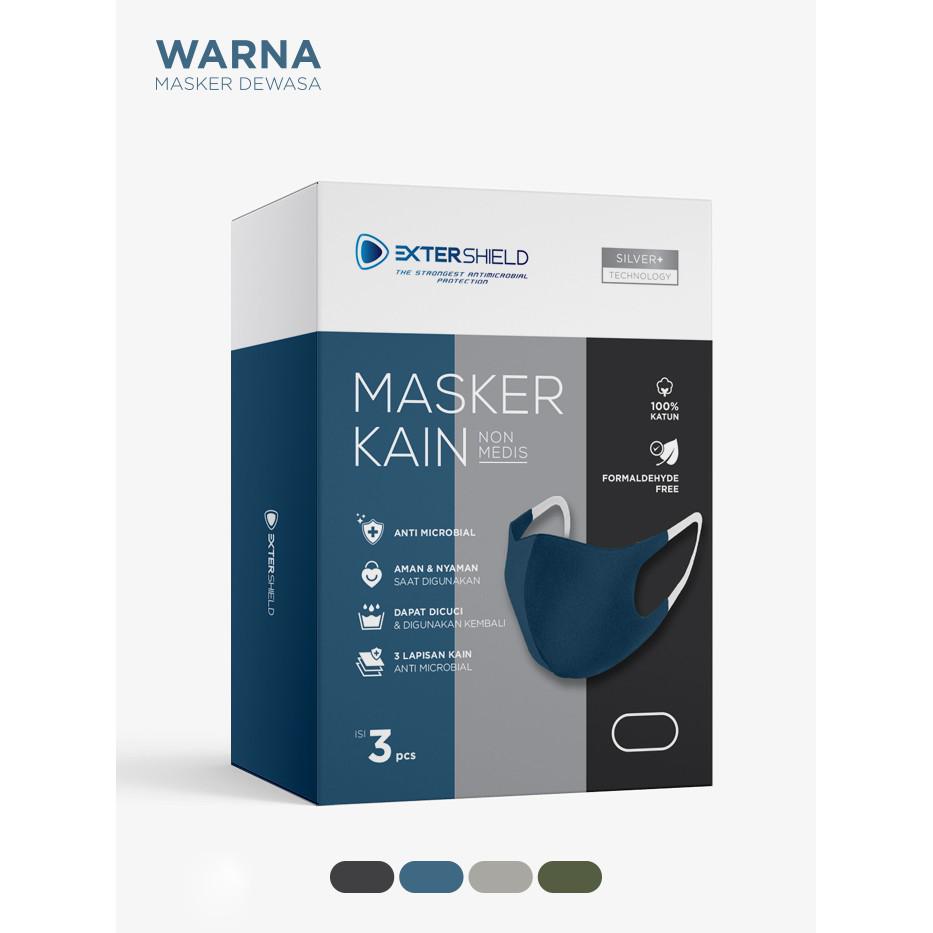 WARNA
MASKER DEWASA
EXTERSHIELD
THE STRONGEST ANTIMICROBIAL
PROTECTION
SILVER+
TECHNOLOGY
MASKER
KAIN NON
MEDIS
100%
KATUN
FORMALDEHYDE
FREE
ANTI MICROBIAL
AMAN & NYAMAN
SAAT DIGUNAKAN
DAPAT DICUCI
& DIGUNAKAN KEMBALI
3 LAPISAN KAIN
ANTI MICROBIAL
ISI 3 pcs
EXTERSHIELD